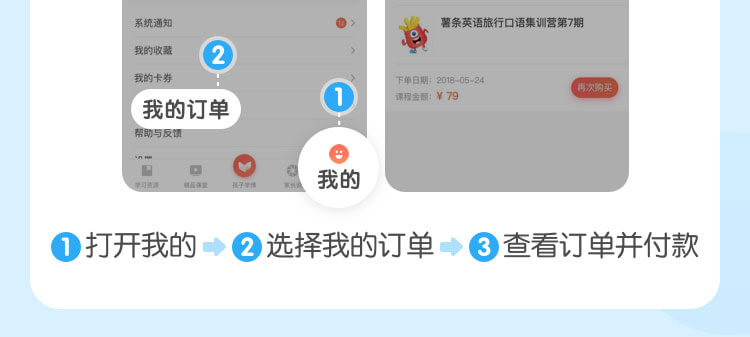 系统通知
我的收藏
2
我的卡券
1
我的订单
帮助与反馈
学习资源
精品课堂
孩子学情
我的
薯条英语旅行口语集训营第7期
下单日期：2018-05-24
课程金额：¥ 79
再次购买
1 打开我的 2 选择我的订单 3 查看订单并付款